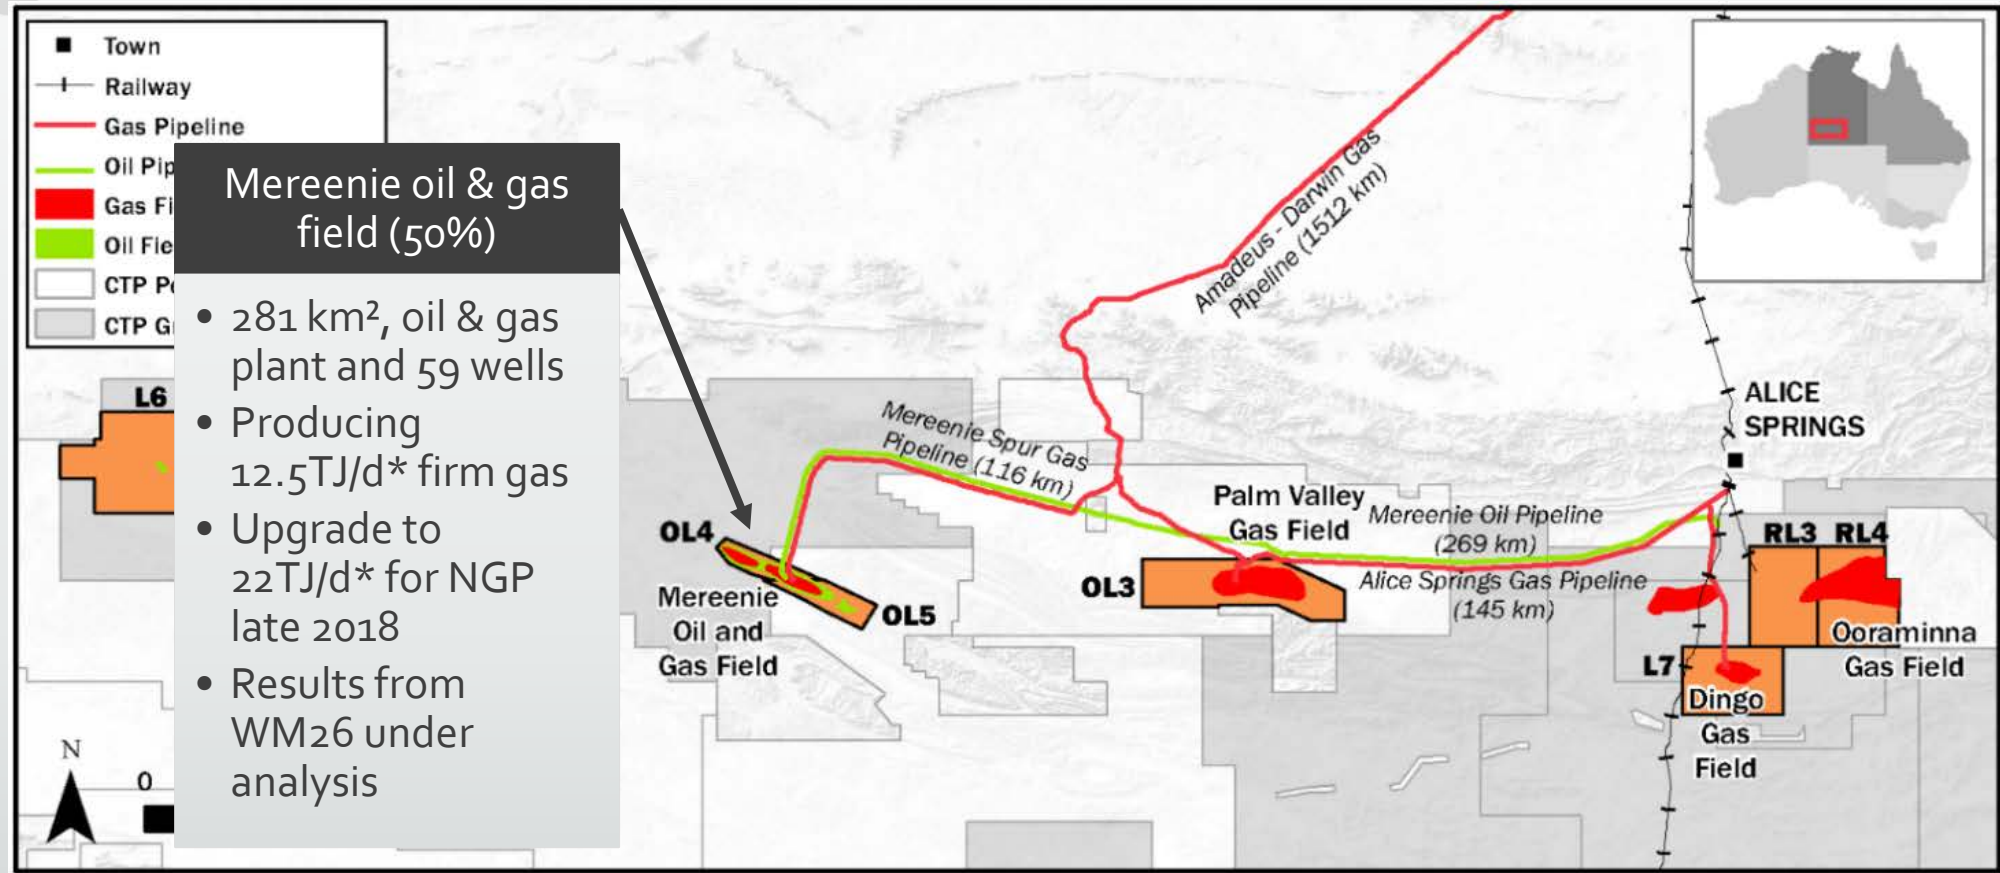 Town
Railway
Gas Pipeline
Oil
Gas
Oil
CTP
CTP
Mereenie oil & gas
field (50%)
• 281 km², oil & gas
plant and 59 wells
• Producing
12.5TJ/d* firm gas
• Upgrade to
22TJ/d* for NGP
late 2018
• Results from
WM26 under
analysis
L6
N
0
Amadeus - Darwin Gas
Pipeline (1512 km)
Mereenie Spur Gas
Pipeline (116 km)
OL4
OL5
Mereenie
Oil and
Gas Field
Palm Valley
Gas Field
OL3
Mereenie Oil Pipeline
(269 km)
Alice Springs Gas Pipeline
(145 km)
ALICE
SPRINGS
RL3 RL4
Ooraminna
Gas Field
L7
Dingo
Gas
Field